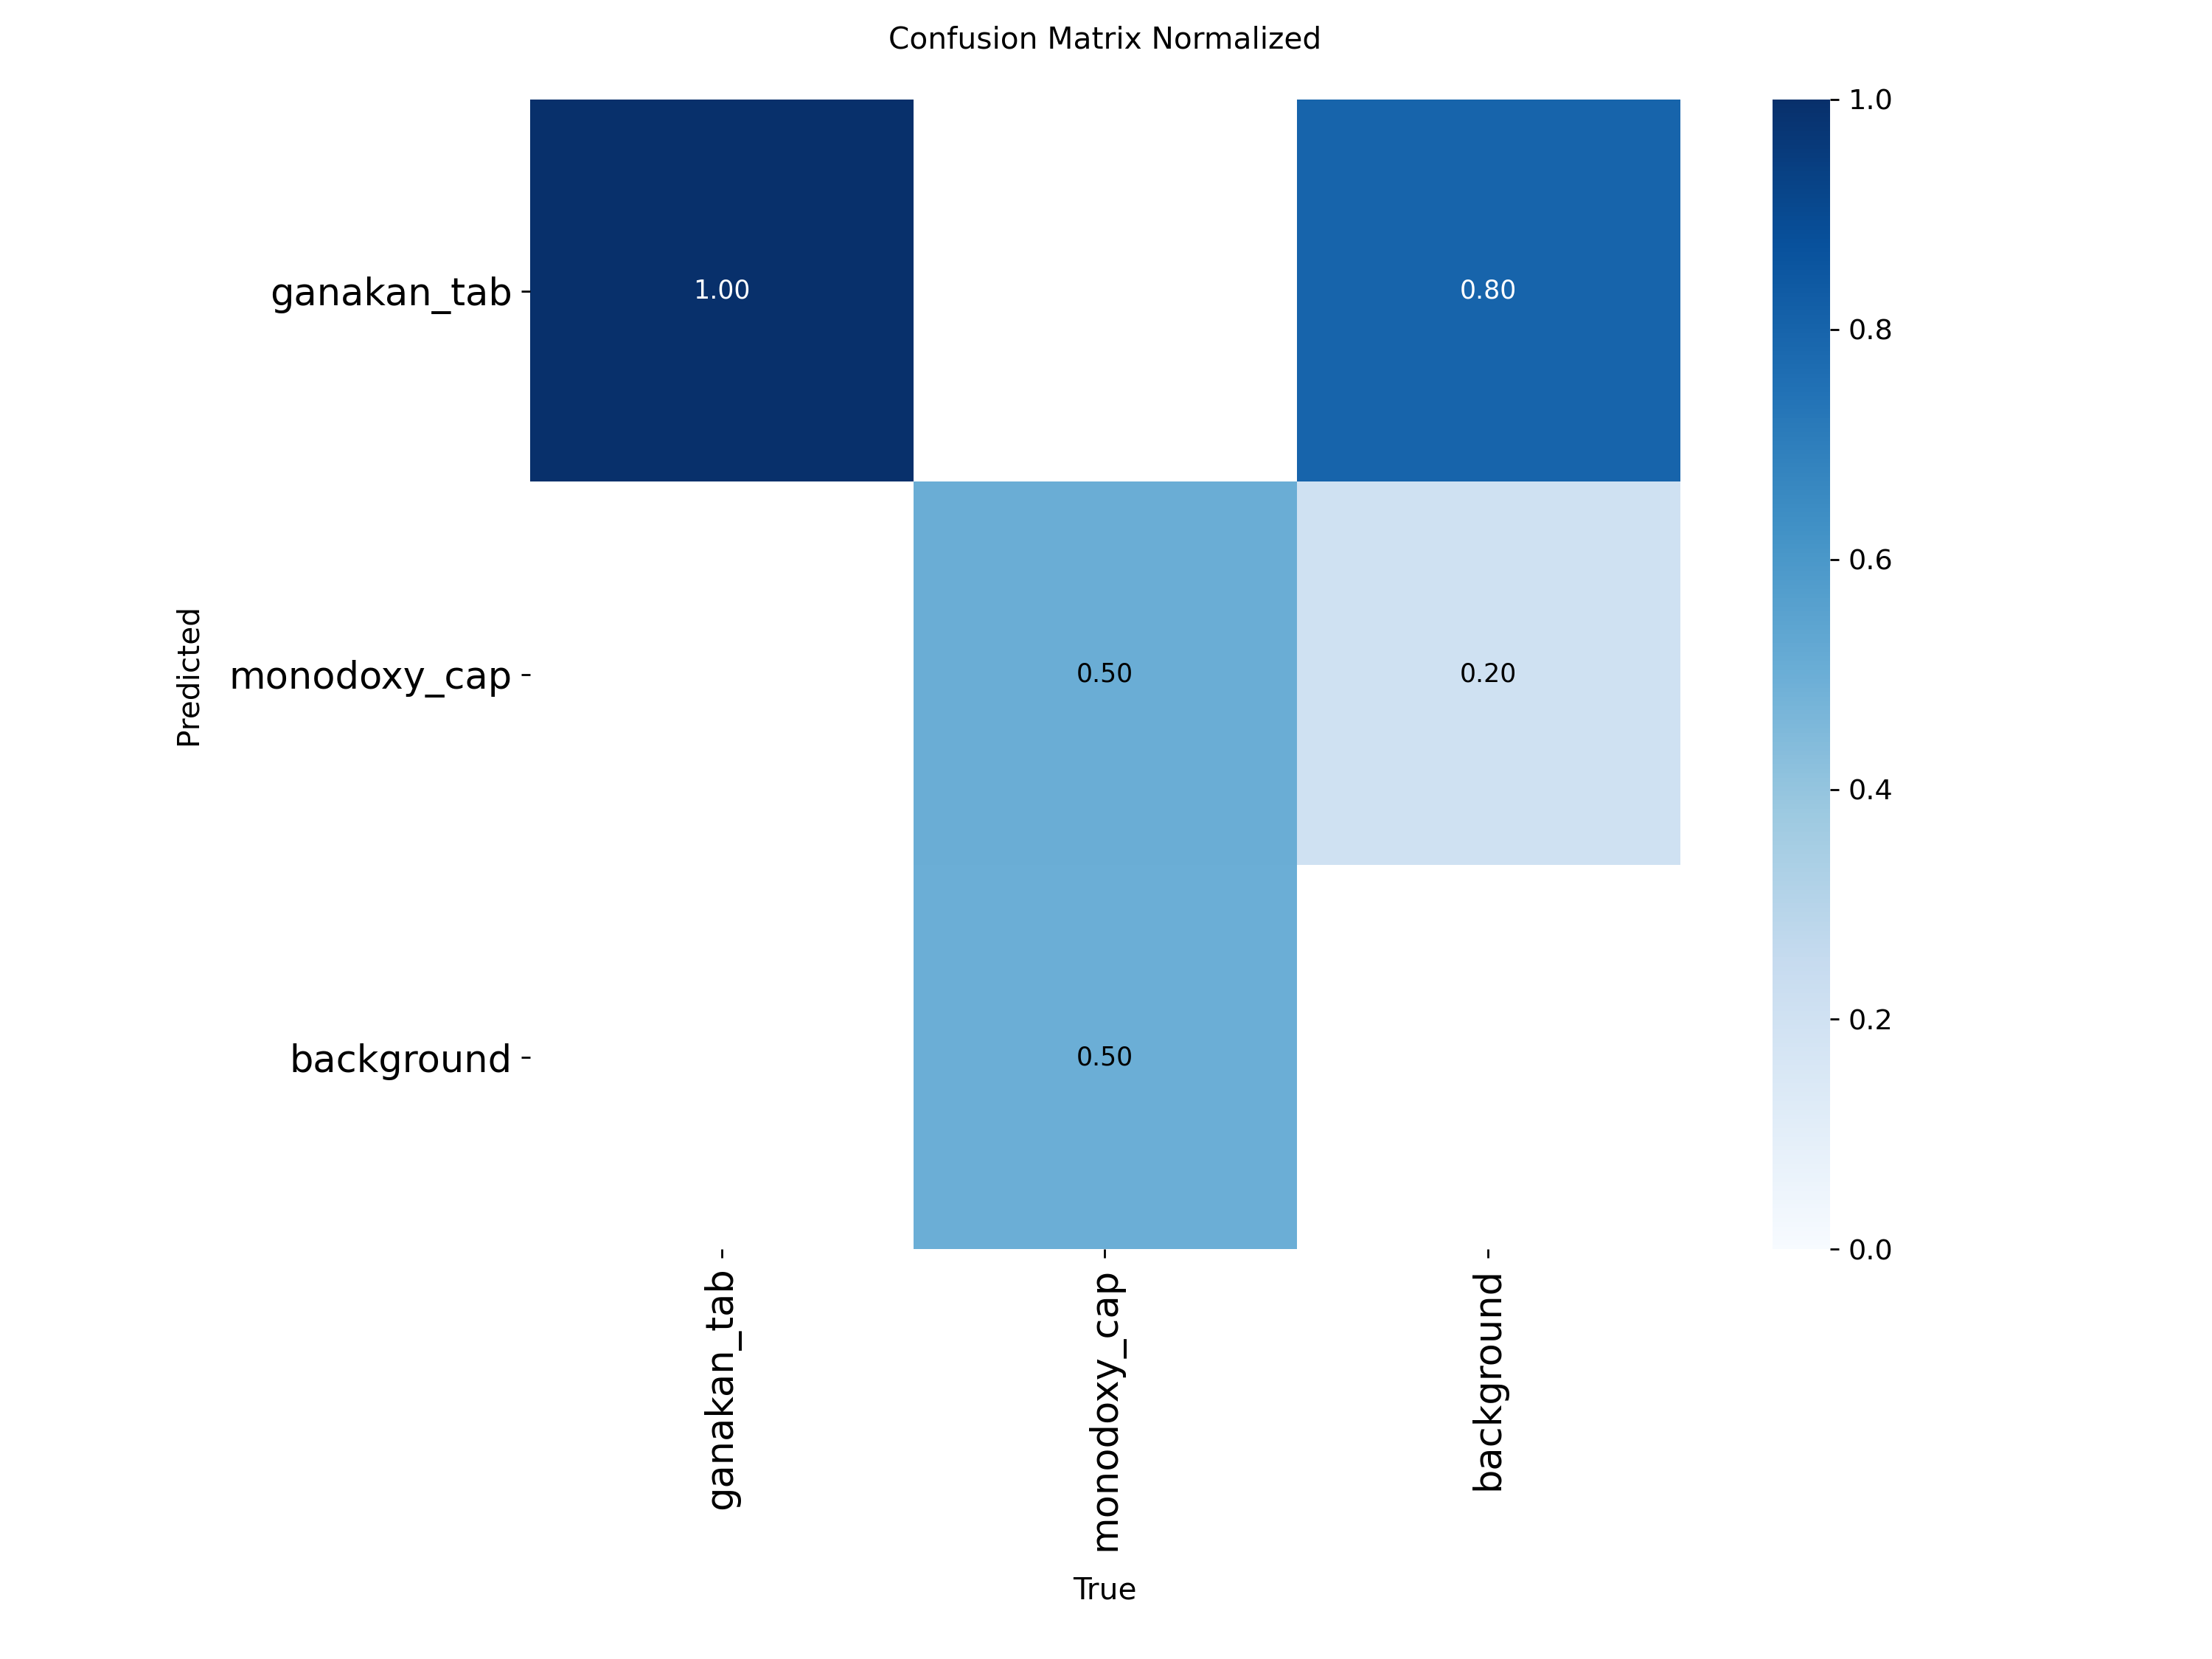 Confusion Matrix Normalized
1.0
ganakan_tab
1.00
0.80
0.8
0.6
Predicted
monodoxy_cap
0.50
0.20
0.4
background
0.50
0.2
0.0
ganakan_tab
monodoxy_cap
background
True